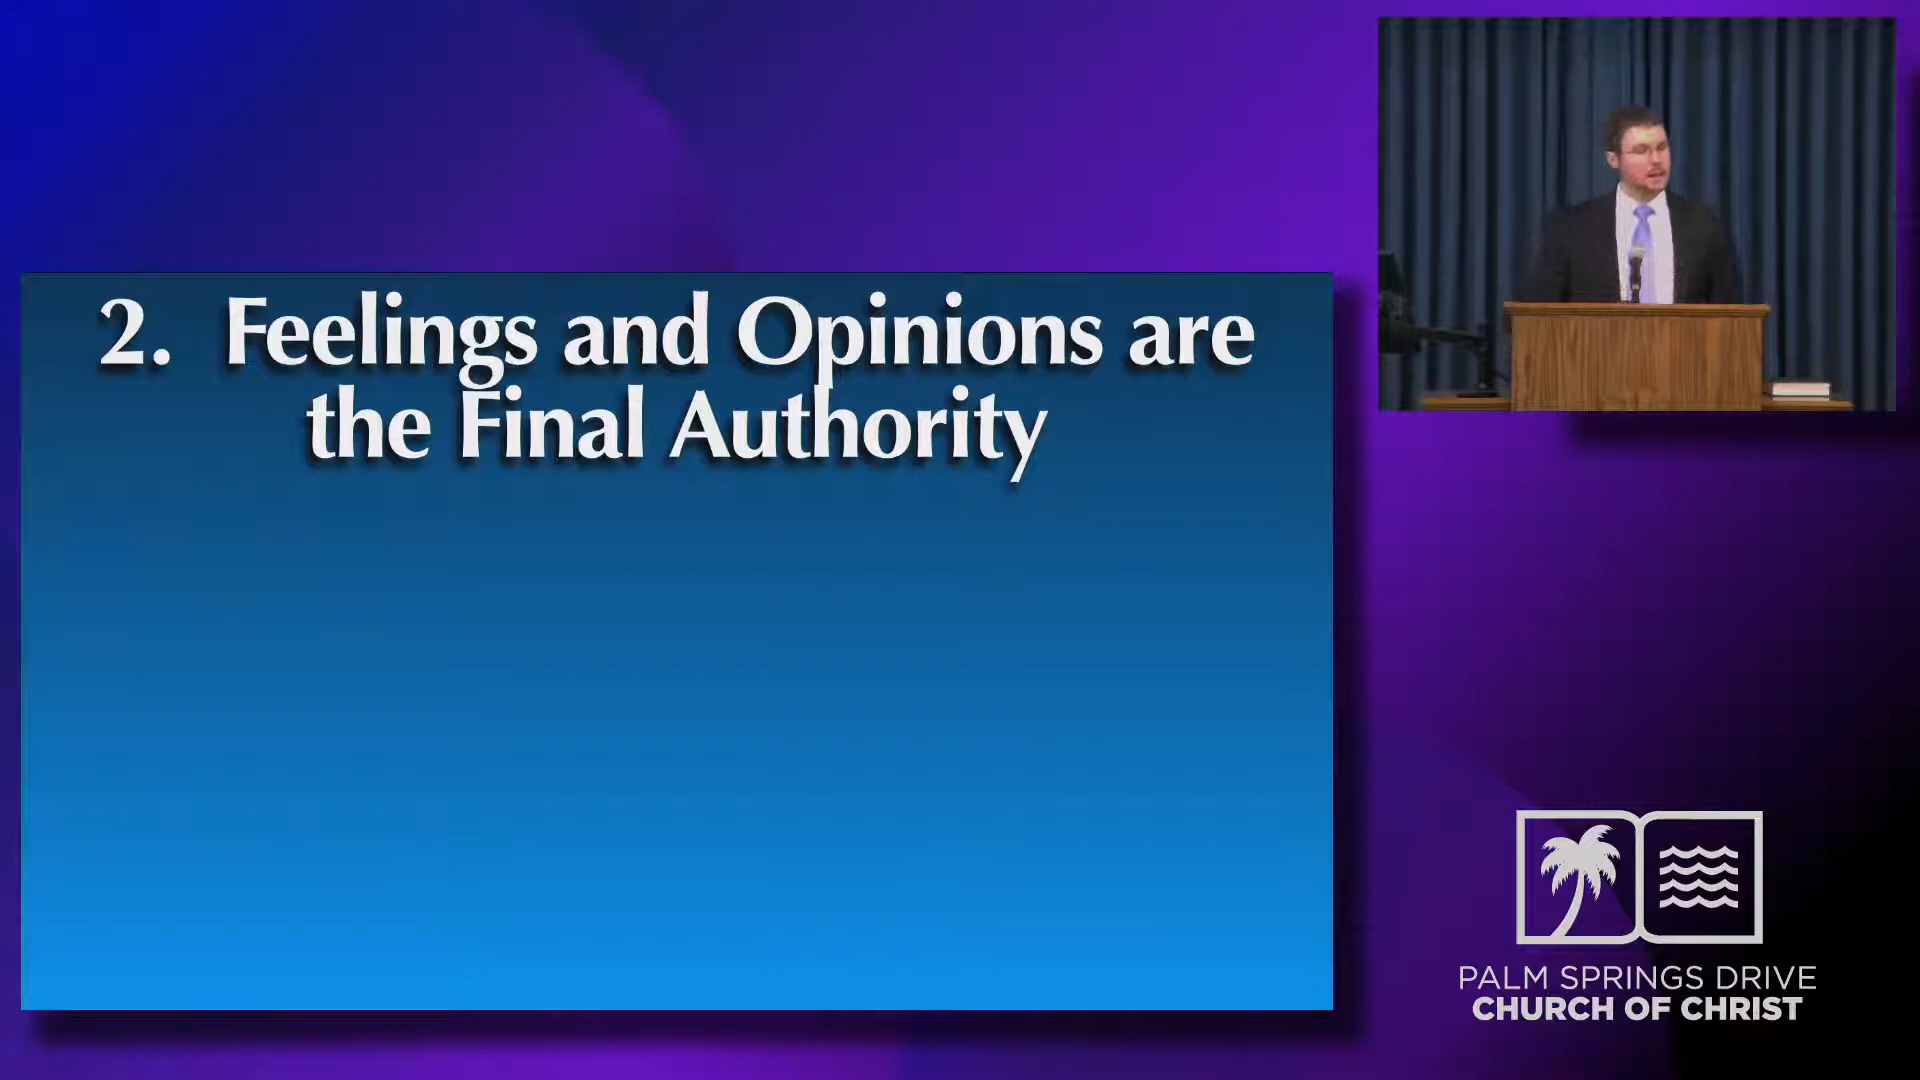 2. Feelings and Opinions are
the Final Authority
PALM SPRINGS DRIVE
CHURCH OF CHRIST